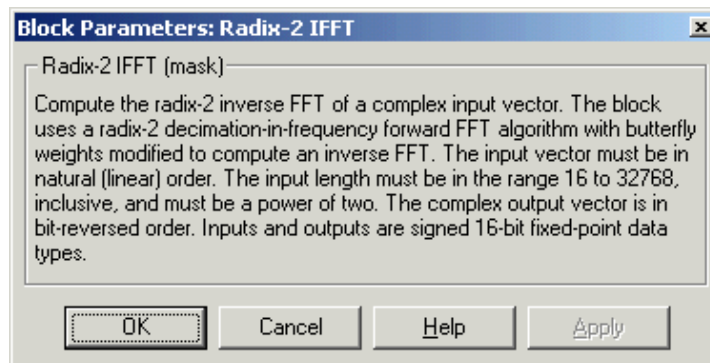 Block Parameters: Radix-2 IFFT
Radix-2 IFFT (mask)
Compute the radix-2 inverse FFT of a complex input vector. The block
uses a radix-2 decimation-in-frequency forward FFT algorithm with butterfly
weights modified to compute an inverse FFT. The input vector must be in
natural (linear) order. The input length must be in the range 16 to 32768,
inclusive, and must be a power of two. The complex output vector is in
bit-reversed order. Inputs and outputs are signed 16-bit fixed-point data
types.
OK Cancel Help Apply